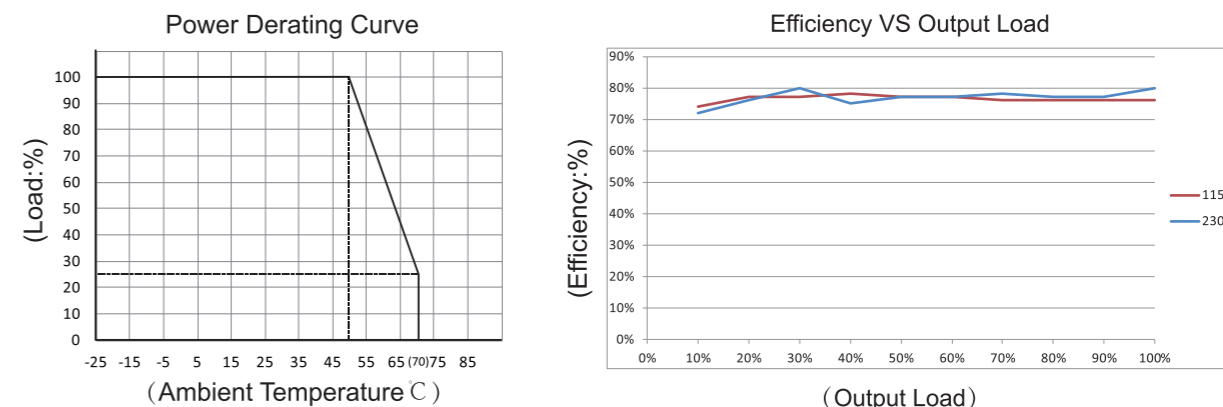 Power Derating Curve
100
90
80
70
60
50
40
30
20
10
0
(Load:%)
-25 -15 -5 5 15 25 35 45 55 65 (70) 75 85
(Ambient Temperature ℃)
Efficiency VS Output Load
90%
80%
70%
60%
50%
40%
30%
20%
10%
0%
(Efficiency:%)
0% 10% 20% 30% 40% 50% 60% 70% 80% 90% 100%
(Output Load)
115
230